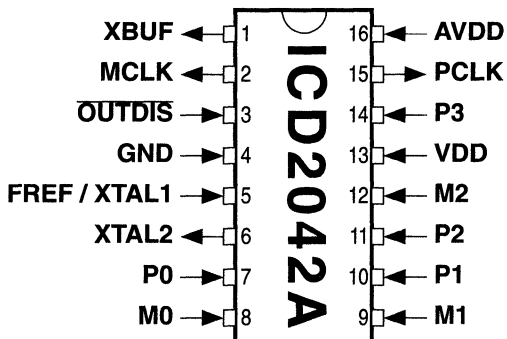 XBUF 1 16 AVDD
MCLK 2 15 PCLK
OUTDIS 3 14 P3
GND 4 13 VDD
FREF / XTAL1 5 12 M2
XTAL2 6 11 P2
P0 7 10 P1
M0 8 9 M1
ICD2042A